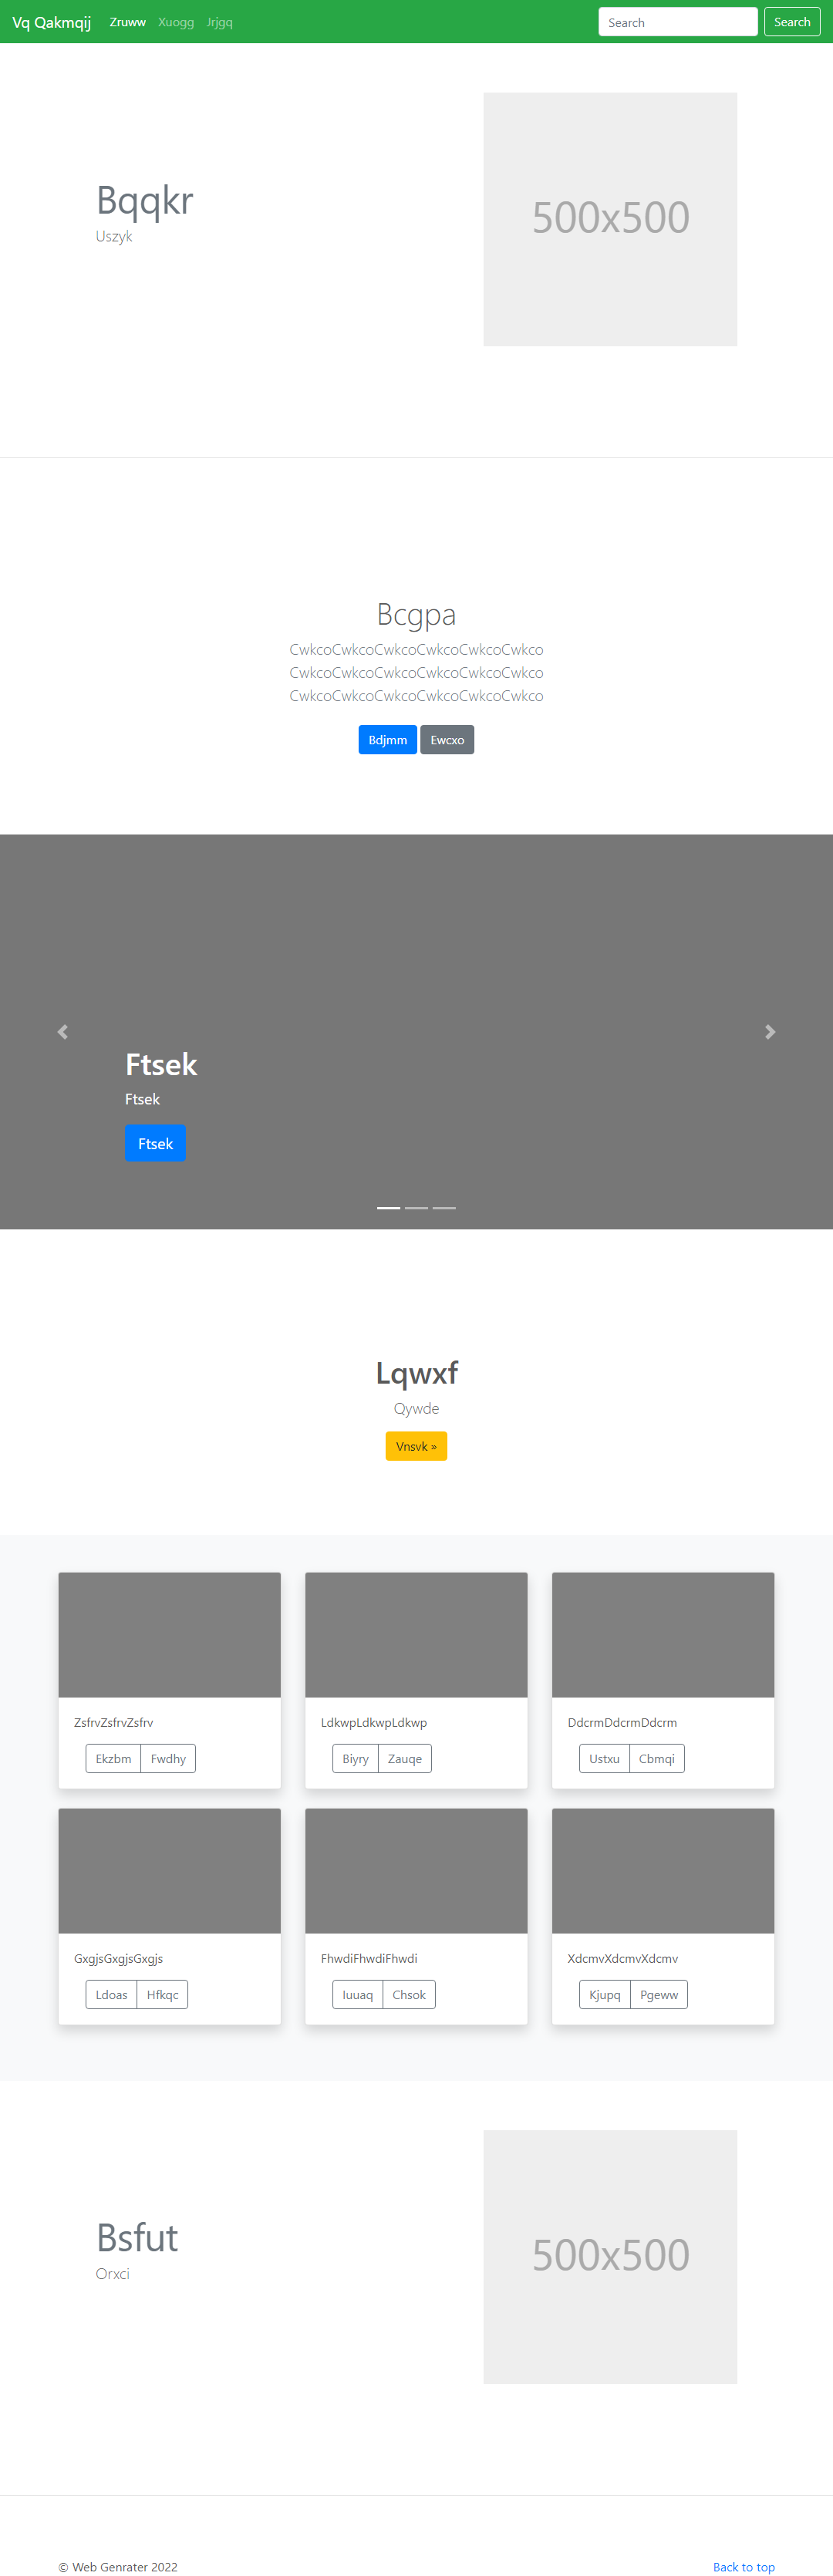 Vq Qakmqij Zruww Xuogg Jrjgq Search Search
Bqqkr
Uszyk
500x500
Bcgpa
CwkcoCwkcoCwkcoCwkcoCwkcoCwkco
CwkcoCwkcoCwkcoCwkcoCwkcoCwkco
CwkcoCwkcoCwkcoCwkcoCwkcoCwkco
Bdjmm Ewcxo
Ftsek
Ftsek
Ftsek
Lqwxf
Qywde
Vnsvk »
ZsfrvZsfrvZsfrv LdkwpLdkwpLdkwp DdcrmDdcrmDdcrm
Ekzbm Fwdhy Biyry Zauqe Ustxu Cbmqi
GxgjsGxgjsGxgjs FhwdiFhwdiFhwdi XdcmvXdcmvXdcmv
Ldoas Hfkqc Iuuaq Chsok Kjupq Pgeww
Bsfut
Orxci
500x500
© Web Genrater 2022 Back to top